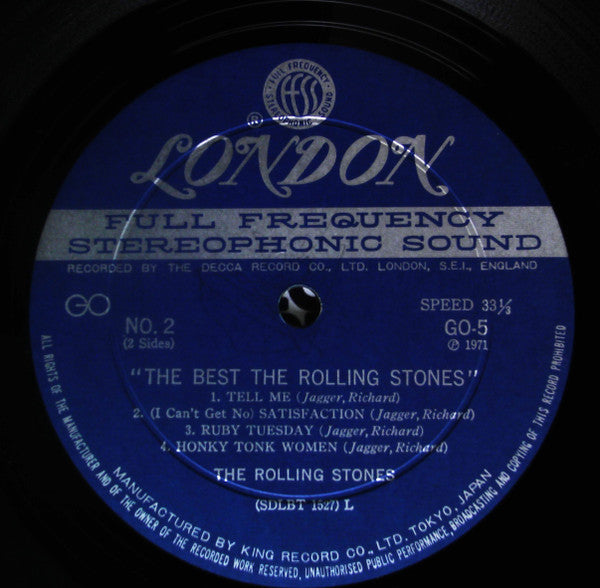 FULL FREQUENCY
STEREOPHONIC SOUND
FFSS
®
LONDON
FULL FREQUENCY
STEREOPHONIC SOUND
RECORDED BY THE DECCA RECORD CO., LTD. LONDON, S.E.I., ENGLAND
GO
SPEED 33⅓
NO. 2
GO-5
(2 Sides)
℗ 1971
"THE BEST THE ROLLING STONES"
1. TELL ME (Jagger, Richard)
2. (I Can't Get No) SATISFACTION (Jagger, Richard)
3. RUBY TUESDAY (Jagger, Richard)
4. HONKY TONK WOMEN (Jagger, Richard)
THE ROLLING STONES
(SDLBT 1527) L
MANUFACTURED BY KING RECORD CO., LTD. TOKYO, JAPAN
ALL RIGHTS OF THE MANUFACTURER AND OF THE OWNER OF THE RECORDED WORK RESERVED, UNAUTHORISED PUBLIC PERFORMANCE, BROADCASTING AND COPYING OF THIS RECORD PROHIBITED